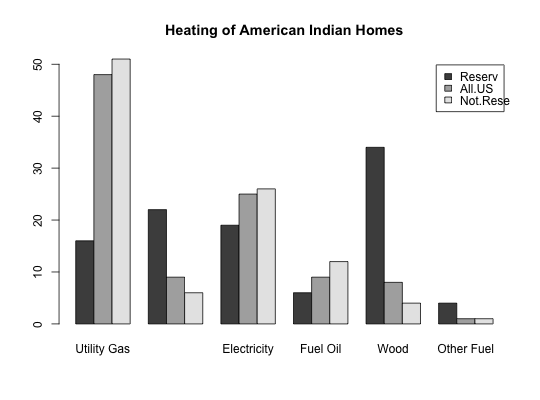 Heating of American Indian Homes
Reserv
All.US
Not.Rese
50
40
30
20
10
0
Utility Gas Electricity Fuel Oil Wood Other Fuel